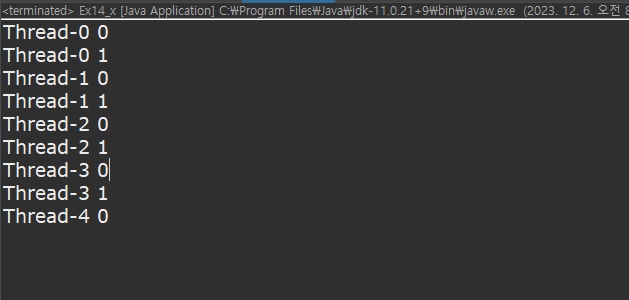 <terminated> Ex14_x [Java Application] C:₩Program Files₩Java₩jdk-11.0.21+9₩bin₩javaw.exe (2023. 12. 6. 오전 8
Thread-0 0
Thread-0 1
Thread-1 0
Thread-1 1
Thread-2 0
Thread-2 1
Thread-3 0
Thread-3 1
Thread-4 0